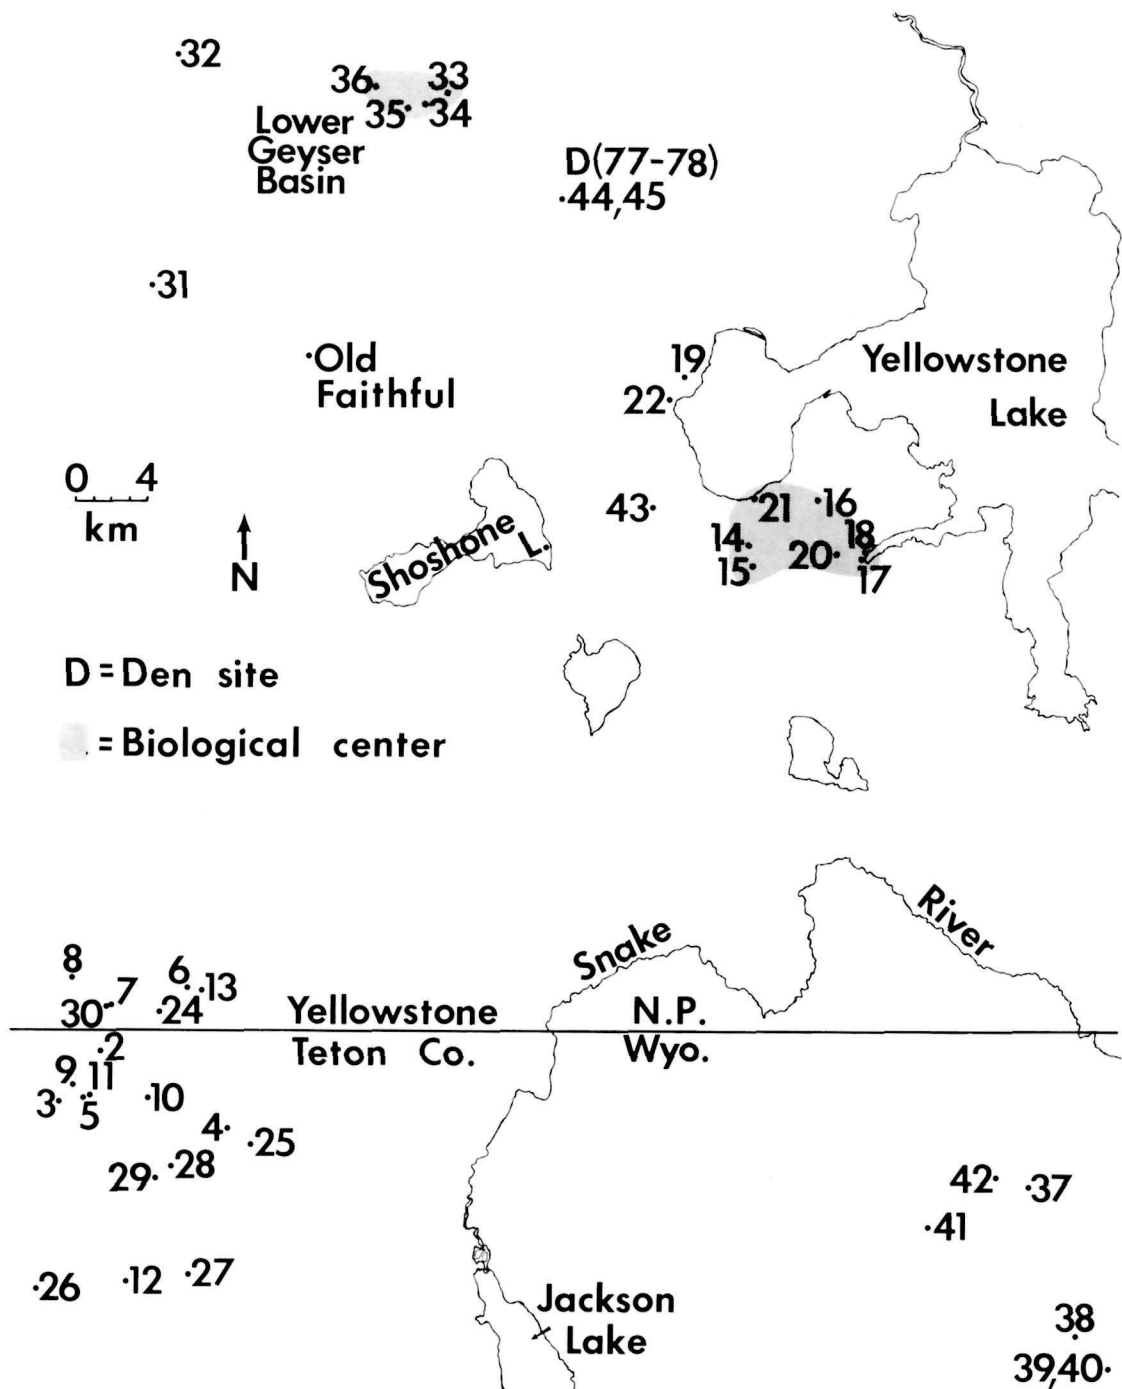 32
36 33
35 34
Lower
Geyser
Basin
D(77-78)
44,45
31
Old
Faithful
19
22
Yellowstone
Lake
0 4
km
N
43
21 16
14 18
15 20
17
Shoshone
L.
D = Den site
= Biological center
Snake
River
8
6
7 13
30 24
Yellowstone N.P.
Teton Co. Wyo.
2
9 11
3 5 10
4 25
29 28
42 37
41
26 12 27
Jackson
Lake
38
39,40